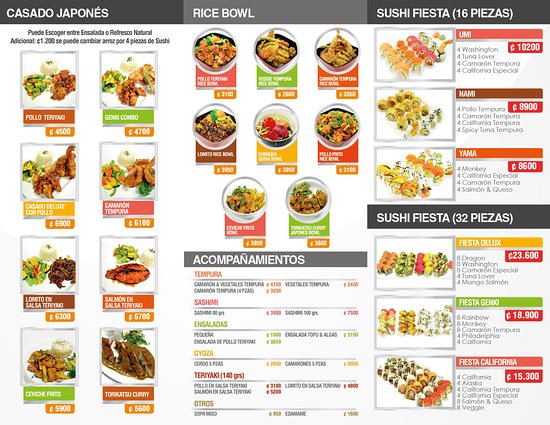 CASADO JAPONÉS
Puede Escoger entre Ensalada o Refresco Natural
Adicional: ¢1.200 se puede cambiar arroz por 4 piezas de Sushi
POLLO TERIYAKI
¢ 4500
GENKI COMBO
¢ 4700
CASADO DELUXE
CON POLLO
¢ 6900
CAMARÓN
TEMPURA
¢ 6100
LOMITO EN
SALSA TERIYAKI
¢ 6300
SALMÓN EN
SALSA TERIYAKI
¢ 6700
CEVICHE FRITO
¢ 5900
TORIKATSU CURRY
¢ 5600
RICE BOWL
POLLO TERIYAKI
RICE BOWL
¢ 3100
VEGGIE TEMPURA
RICE BOWL
¢ 2600
CAMARÓN TEMPURA
RICE BOWL
¢ 3950
LOMITO RICE BOWL
¢ 3950
CHIRASHI
SUSHI BOWL
¢ 3950
POLLO FRITO
RICE BOWL
¢ 3100
CEVICHE FRITO
BOWL
¢ 3950
TORIKATSU CURRY
JAPONES BOWL
¢ 3600
ACOMPAÑAMIENTOS
TEMPURA
CAMARÓN & VEGETALES TEMPURA ¢ 4700
VEGETALES TEMPURA ¢ 2400
CAMARÓN TEMPURA (4 PZAS) ¢ 3200
SASHIMI
SASHIMI 80 grs ¢ 3900
SASHIMI 160 grs ¢ 7500
ENSALADAS
PEQUEÑA
ENSALADA TOFU & ALGAS ¢ 3100
ENSALADA DE POLLO TERIYAKI ¢ 3850
GYOZA
CERDO 5 PZAS
CAMARONES 5 PZAS ¢ 3000
TERIYAKI (140 grs)
POLLO EN SALSA TERIYAKI ¢ 3100
LOMITO EN SALSA TERIYAKI ¢ 4800
SALMÓN EN SALSA TERIYAKI ¢ 5200
OTROS
SOPA MISO ¢ 950
EDAMAME ¢ 1600
SUSHI FIESTA (16 PIEZAS)
UMI
¢ 10200
4 Washington
4 Tuna Lover
4 Camarón Tempura
4 California Especial
NAMI
¢ 8900
4 Pollo Tempura
4 Camarón Tempura
4 California Tempura
4 Spicy Tuna Tempura
YAMA
¢ 8600
4 Monkey
4 California Especial
4 Camarón Tempura
4 Salmón & Queso
SUSHI FIESTA (32 PIEZAS)
FIESTA DELUX
¢23.600
8 Dragon
8 Washington
8 Camarón Especial
4 Tuna Lover
4 Mango Salmón
FIESTA GENKI
¢ 18.900
8 Rainbow
8 Monkey
8 Camarón Tempura
4 Philadelphia
4 California Especial
FIESTA CALIFORNIA
¢ 15.300
4 California
4 Alaska
4 California Tempura
4 California Especial
8 Salmón & Queso
8 Veggie